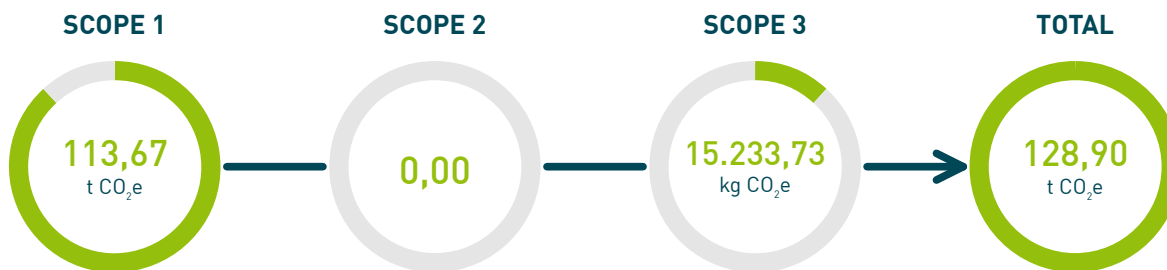 SCOPE 1
SCOPE 2
SCOPE 3
TOTAL
113,67
t CO₂e
0,00
15.233,73
kg CO₂e
128,90
t CO₂e